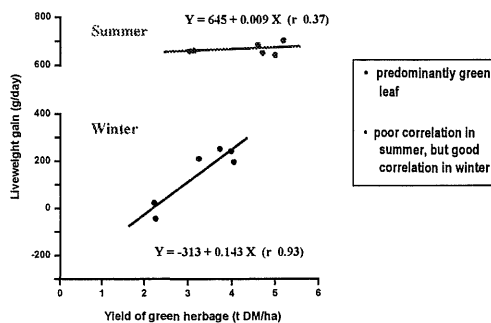 Y = 645 + 0.009 X (r 0.37)
Summer
800
600
400
Winter
200
0
-200
Y = -313 + 0.143 X (r 0.93)
0 1 2 3 4 5 6
Liveweight gain (g/day)
Yield of green herbage (t DM/ha)
• predominantly green
leaf
• poor correlation in
summer, but good
correlation in winter